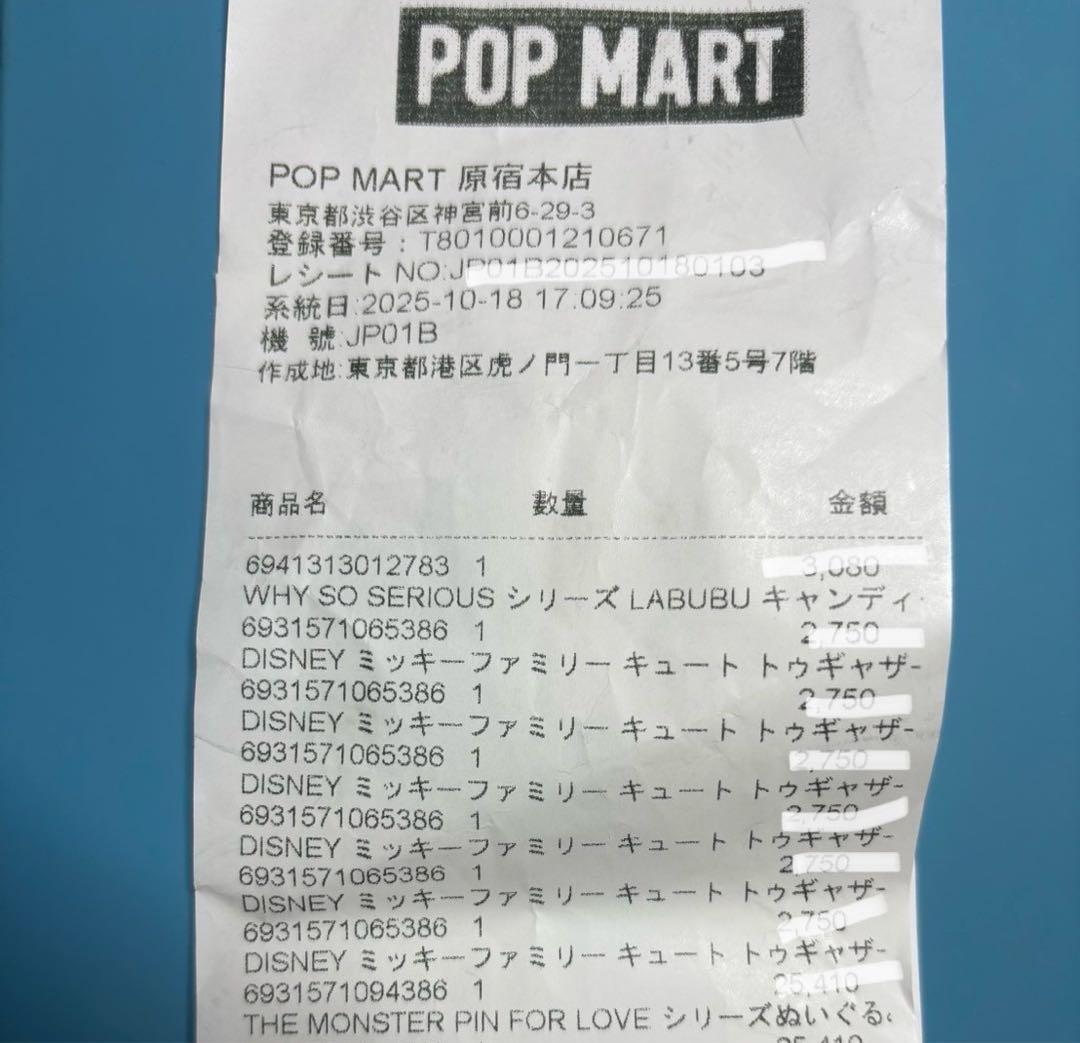 POP MART
POP MART 原宿本店
東京都渋谷区神宮前6-29-3
登録番号：T8010001210671
レシート NO:JP01B202510180103
系統日:2025-10-18 17:09:25
機 號:JP01B
作成地:東京都港区虎ノ門一丁目13番5号7階
商品名 數量 金額
6941313012783 1 3,080
WHY SO SERIOUS シリーズ LABUBU キャンディ
6931571065386 1 2,750
DISNEY ミッキーファミリー キュート トゥギャザー
6931571065386 1 2,750
DISNEY ミッキーファミリー キュート トゥギャザー
6931571065386 1 2,750
DISNEY ミッキーファミリー キュート トゥギャザー
6931571065386 1 2,750
DISNEY ミッキーファミリー キュート トゥギャザー
6931571065386 1 2,750
DISNEY ミッキーファミリー キュート トゥギャザー
6931571065386 1 2,750
DISNEY ミッキーファミリー キュート トゥギャザー
6931571094386 1 25,410
THE MONSTER PIN FOR LOVE シリーズぬいぐる